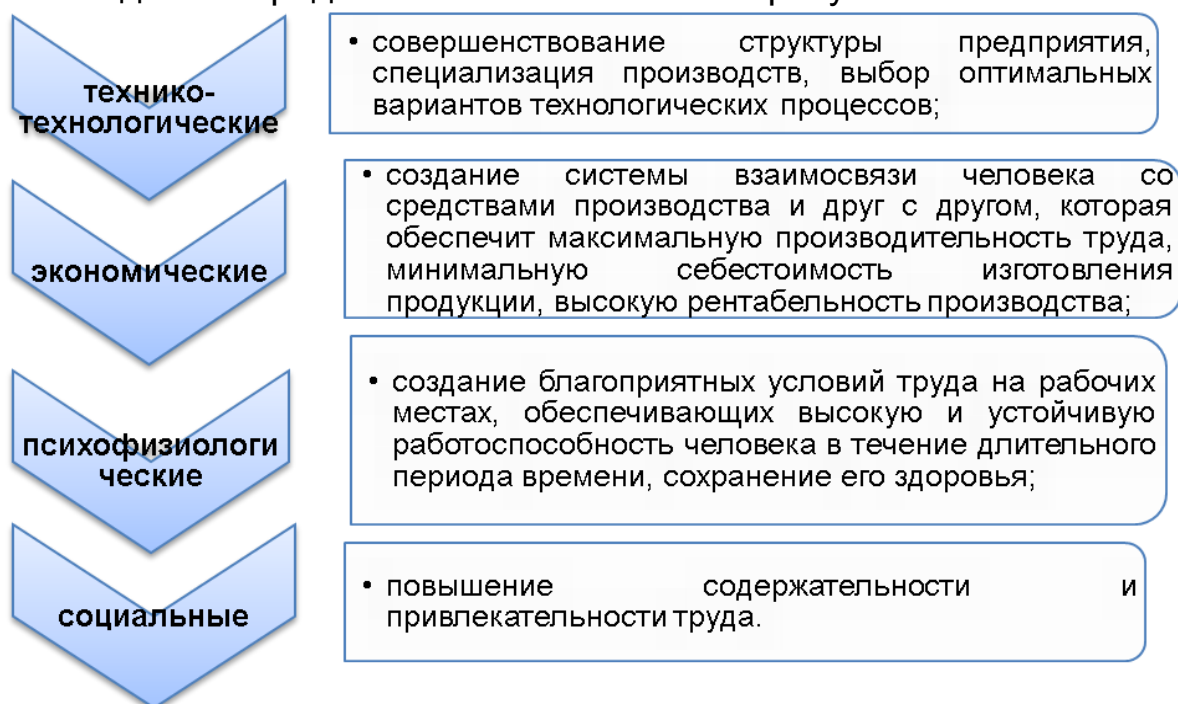 технико-
технологические
• совершенствование структуры предприятия,
специализация производств, выбор оптимальных
вариантов технологических процессов;
экономические
• создание системы взаимосвязи человека со
средствами производства и друг с другом, которая
обеспечит максимальную производительность труда,
минимальную себестоимость изготовления
продукции, высокую рентабельность производства;
психофизиологи
ческие
• создание благоприятных условий труда на рабочих
местах, обеспечивающих высокую и устойчивую
работоспособность человека в течение длительного
периода времени, сохранение его здоровья;
социальные
• повышение содержательности и
привлекательности труда.